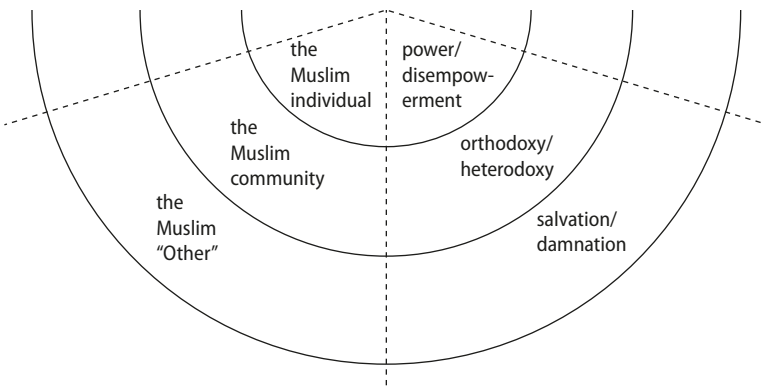 the
Muslim
individual
power/
disempow-
erment
the
Muslim
community
orthodoxy/
heterodoxy
the
Muslim
“Other”
salvation/
damnation